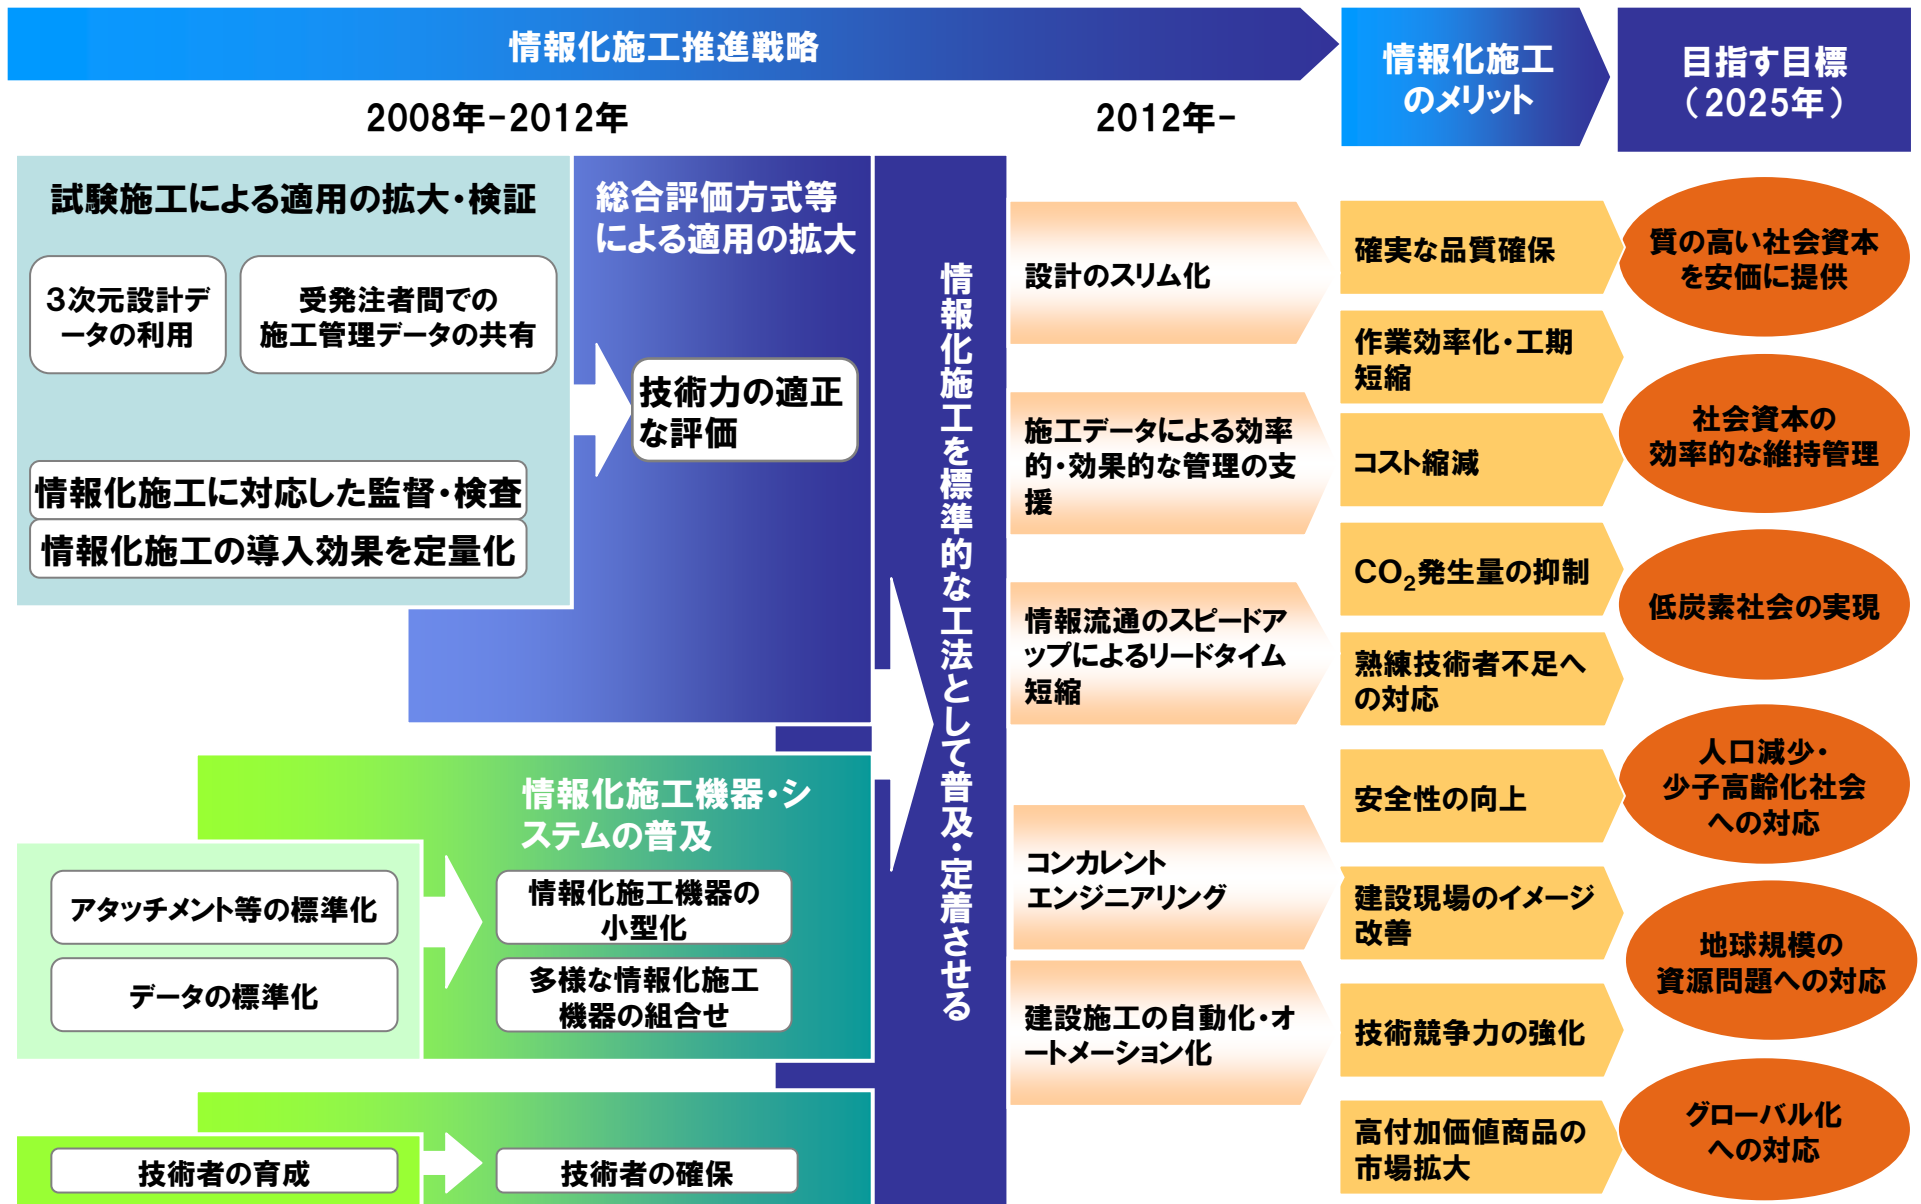 情報化施工推進戦略
情報化施工
のメリット
目指す目標
（2025年）
2008年-2012年
2012年-
試験施工による適用の拡大・検証
３次元設計デ
ータの利用
受発注者間での
施工管理データの共有
情報化施工に対応した監督・検査
情報化施工の導入効果を定量化
総合評価方式等
による適用の拡大
技術力の適正
な評価
情報化施工機器・シ
ステムの普及
アタッチメント等の標準化
データの標準化
情報化施工機器の
小型化
多様な情報化施工
機器の組合せ
技術者の育成
技術者の確保
情報化施工を標準的な工法として普及・定着させる
設計のスリム化
施工データによる効率
的・効果的な管理の支
援
情報流通のスピードア
ップによるリードタイム
短縮
コンカレント
エンジニアリング
建設施工の自動化・オ
ートメーション化
確実な品質確保
作業効率化・工期
短縮
コスト縮減
CO₂発生量の抑制
熟練技術者不足へ
の対応
安全性の向上
建設現場のイメージ
改善
技術競争力の強化
高付加価値商品の
市場拡大
質の高い社会資本
を安価に提供
社会資本の
効率的な維持管理
低炭素社会の実現
人口減少・
少子高齢化社会
への対応
地球規模の
資源問題への対応
グローバル化
への対応